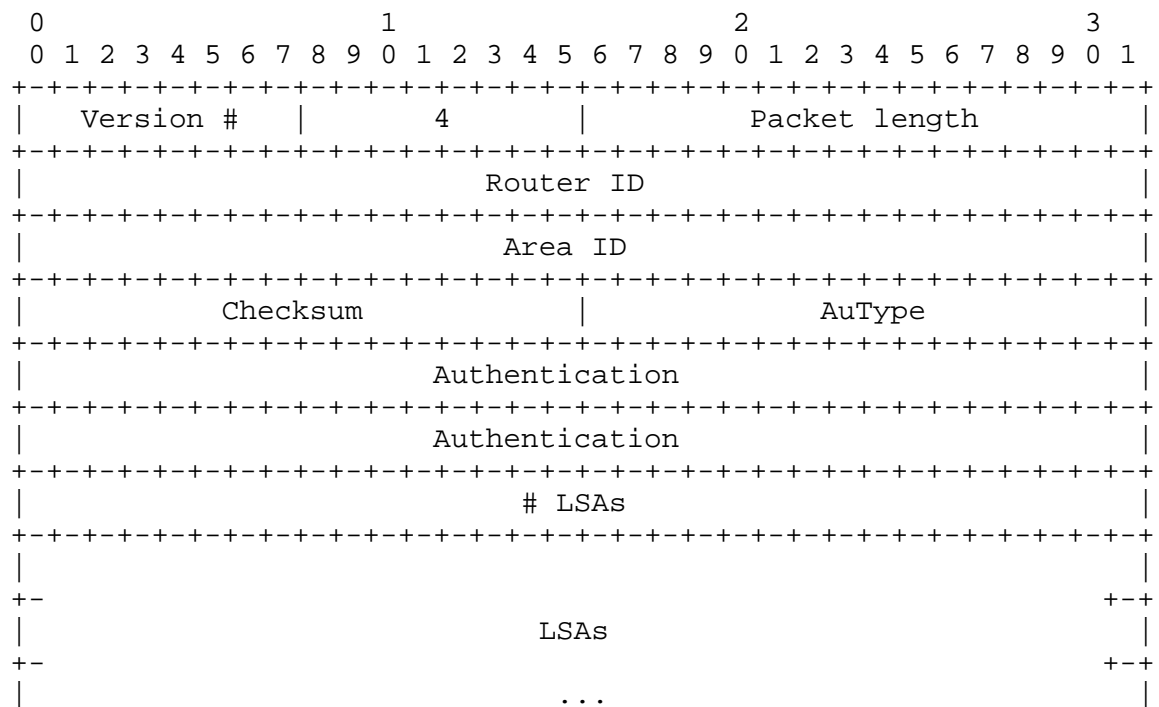 0                   1                   2                   3
 0 1 2 3 4 5 6 7 8 9 0 1 2 3 4 5 6 7 8 9 0 1 2 3 4 5 6 7 8 9 0 1
+-+-+-+-+-+-+-+-+-+-+-+-+-+-+-+-+-+-+-+-+-+-+-+-+-+-+-+-+-+-+-+-+
|   Version #   |       4       |         Packet length         |
+-+-+-+-+-+-+-+-+-+-+-+-+-+-+-+-+-+-+-+-+-+-+-+-+-+-+-+-+-+-+-+-+
|                          Router ID                            |
+-+-+-+-+-+-+-+-+-+-+-+-+-+-+-+-+-+-+-+-+-+-+-+-+-+-+-+-+-+-+-+-+
|                           Area ID                             |
+-+-+-+-+-+-+-+-+-+-+-+-+-+-+-+-+-+-+-+-+-+-+-+-+-+-+-+-+-+-+-+-+
|           Checksum            |             AuType            |
+-+-+-+-+-+-+-+-+-+-+-+-+-+-+-+-+-+-+-+-+-+-+-+-+-+-+-+-+-+-+-+-+
|                       Authentication                          |
+-+-+-+-+-+-+-+-+-+-+-+-+-+-+-+-+-+-+-+-+-+-+-+-+-+-+-+-+-+-+-+-+
|                       Authentication                          |
+-+-+-+-+-+-+-+-+-+-+-+-+-+-+-+-+-+-+-+-+-+-+-+-+-+-+-+-+-+-+-+-+
|                            # LSAs                             |
+-+-+-+-+-+-+-+-+-+-+-+-+-+-+-+-+-+-+-+-+-+-+-+-+-+-+-+-+-+-+-+-+
|                                                               |
+-                                                            +-+
|                             LSAs                              |
+-                                                            +-+
|                              ...                              |